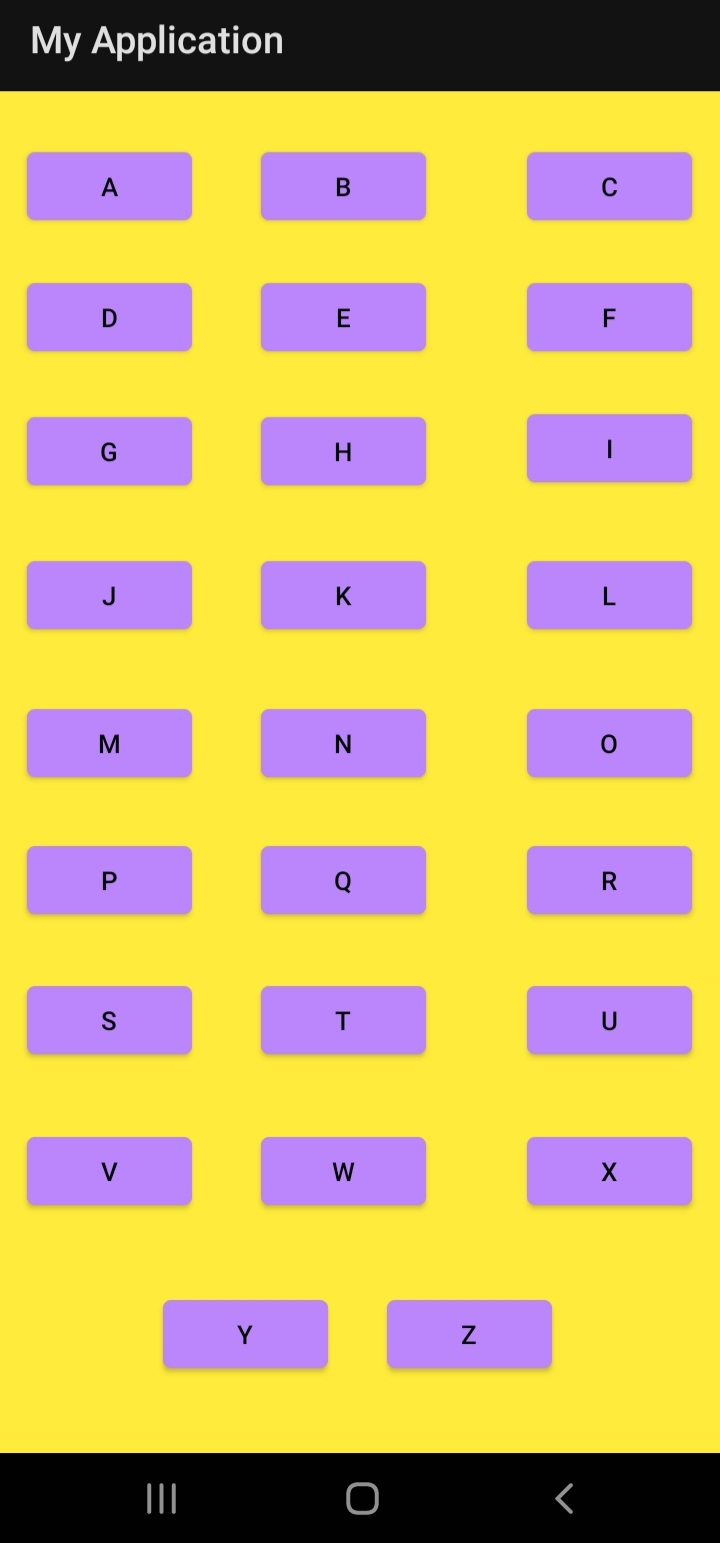 My Application
A B C
D E F
G H I
J K L
M N O
P Q R
S T U
V W X
Y Z